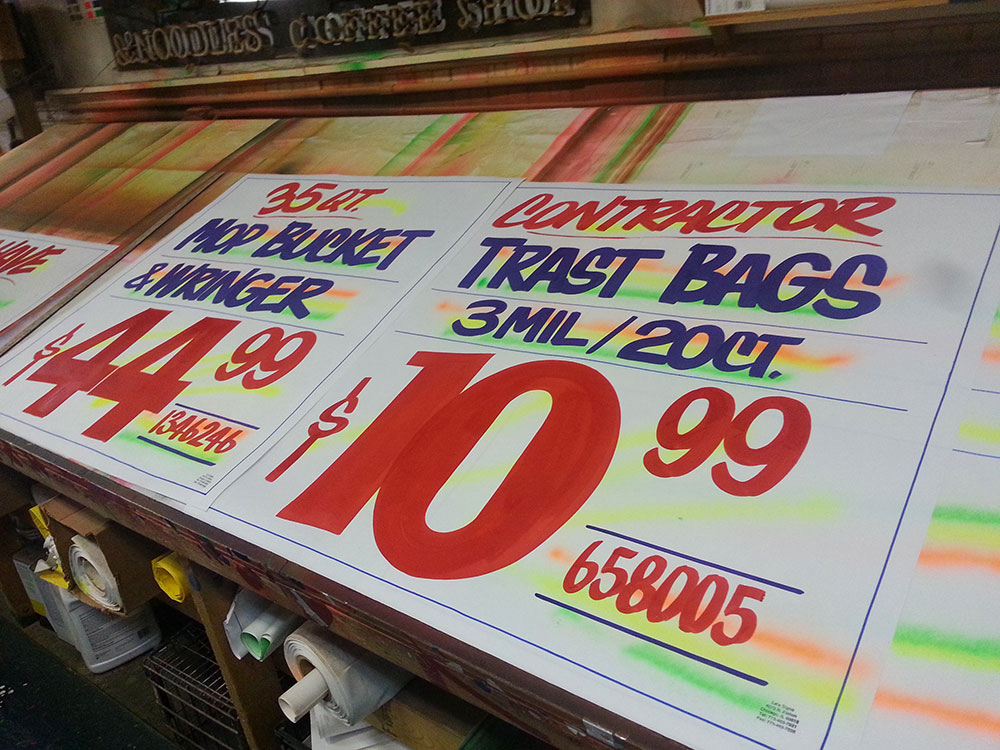 &NOODLES COFFEE SHOP
35 QT.
MOP BUCKET
& WRINGER
$44 99
1346246
CONTRACTOR
TRAST BAGS
3 MIL / 20 CT.
$10 99
658005